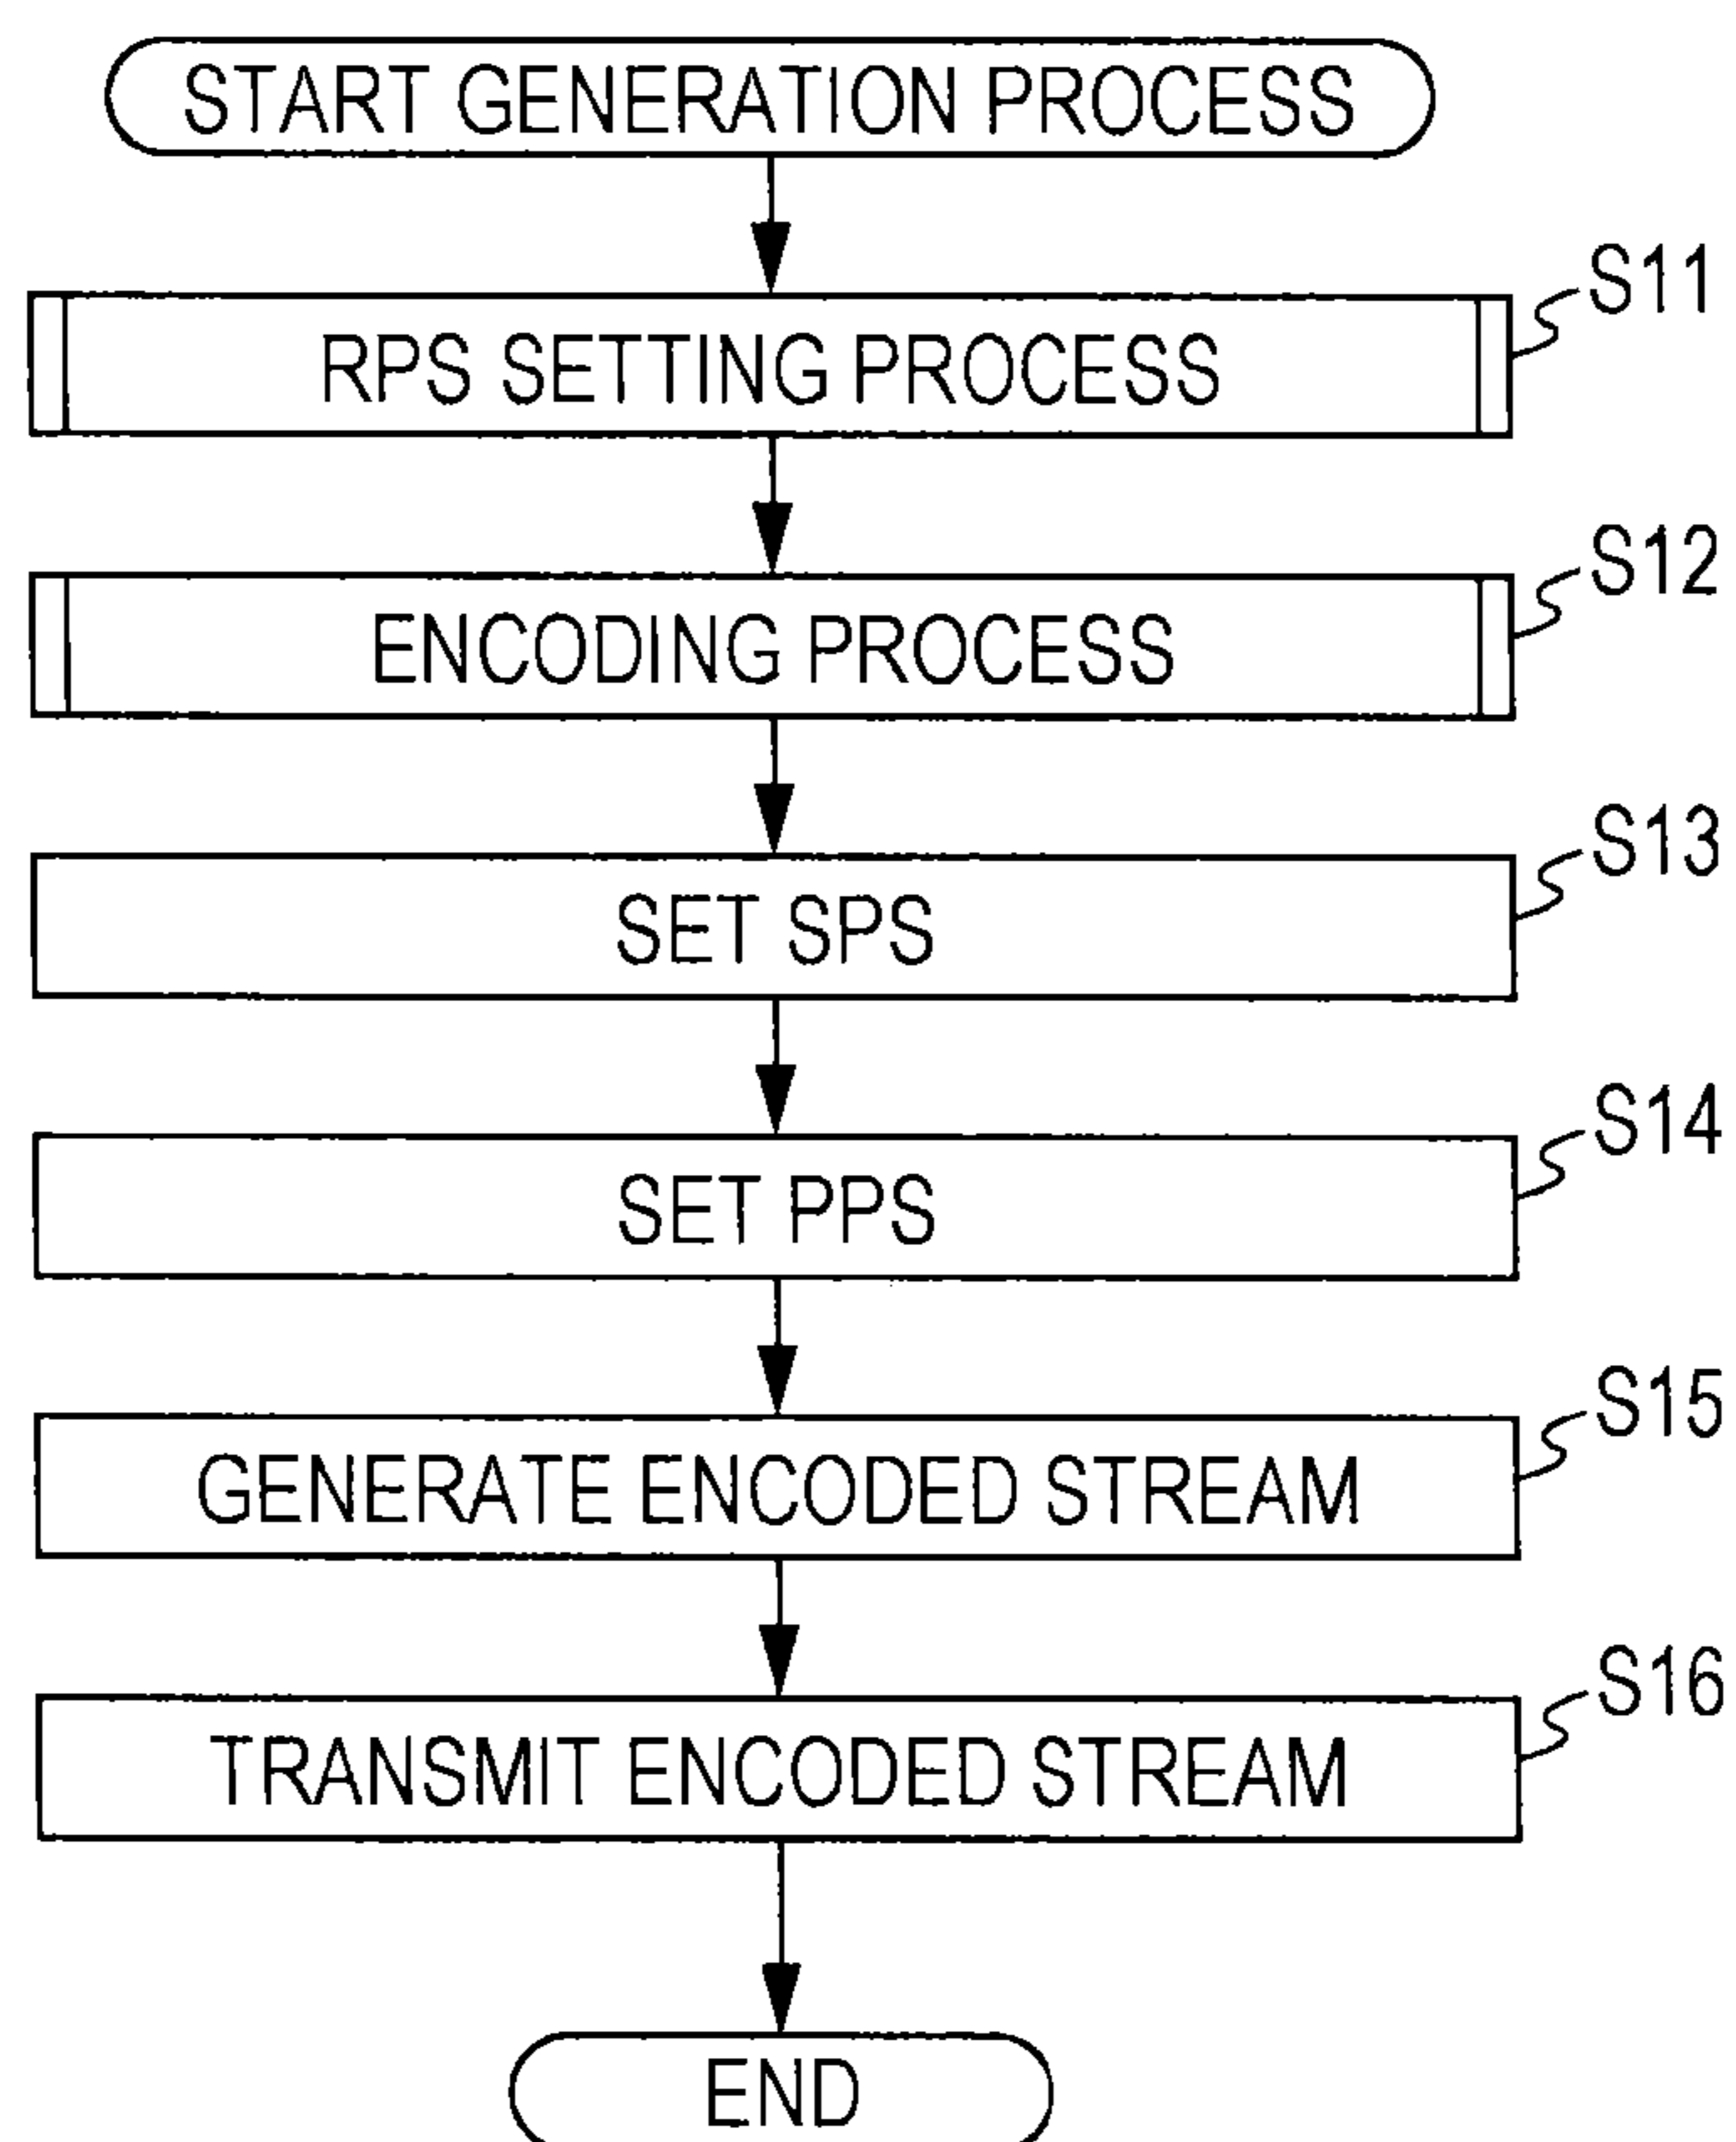 START GENERATION PROCESS
S11
RPS SETTING PROCESS
S12
ENCODING PROCESS
S13
SET SPS
S14
SET PPS
S15
GENERATE ENCODED STREAM
S16
TRANSMIT ENCODED STREAM
END